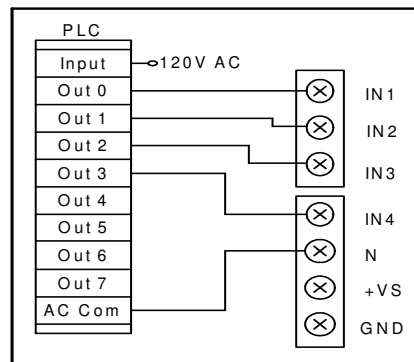 PLC
Input
120V AC
Out 0
Out 1
Out 2
Out 3
Out 4
Out 5
Out 6
Out 7
AC Com
IN1
IN2
IN3
IN4
N
+VS
GND